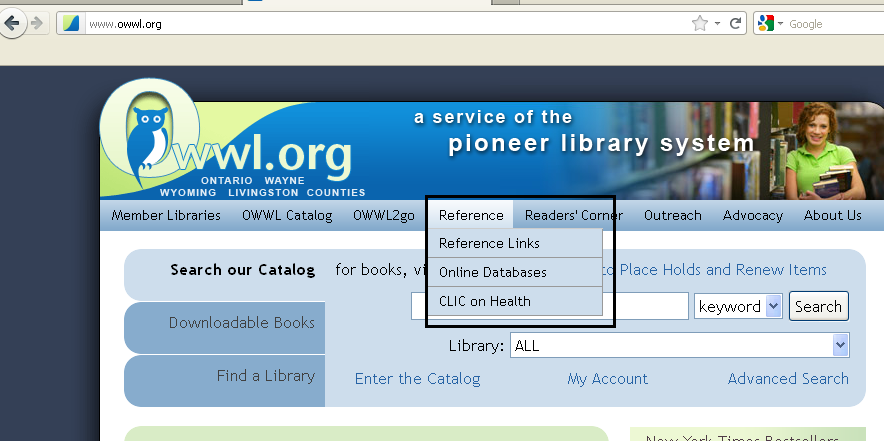 www.owwl.org
Google
a service of the
pioneer library system
Owwl.org
ONTARIO WAYNE
WYOMING LIVINGSTON COUNTIES
Member Libraries OWWL Catalog OWWL2go Reference Readers' Corner Outreach Advocacy About Us
Reference Links
Online Databases
CLIC on Health
Search our Catalog for books, vi to Place Holds and Renew Items
keyword Search
Downloadable Books
Library: ALL
Find a Library Enter the Catalog My Account Advanced Search
New York Times Bestsellers